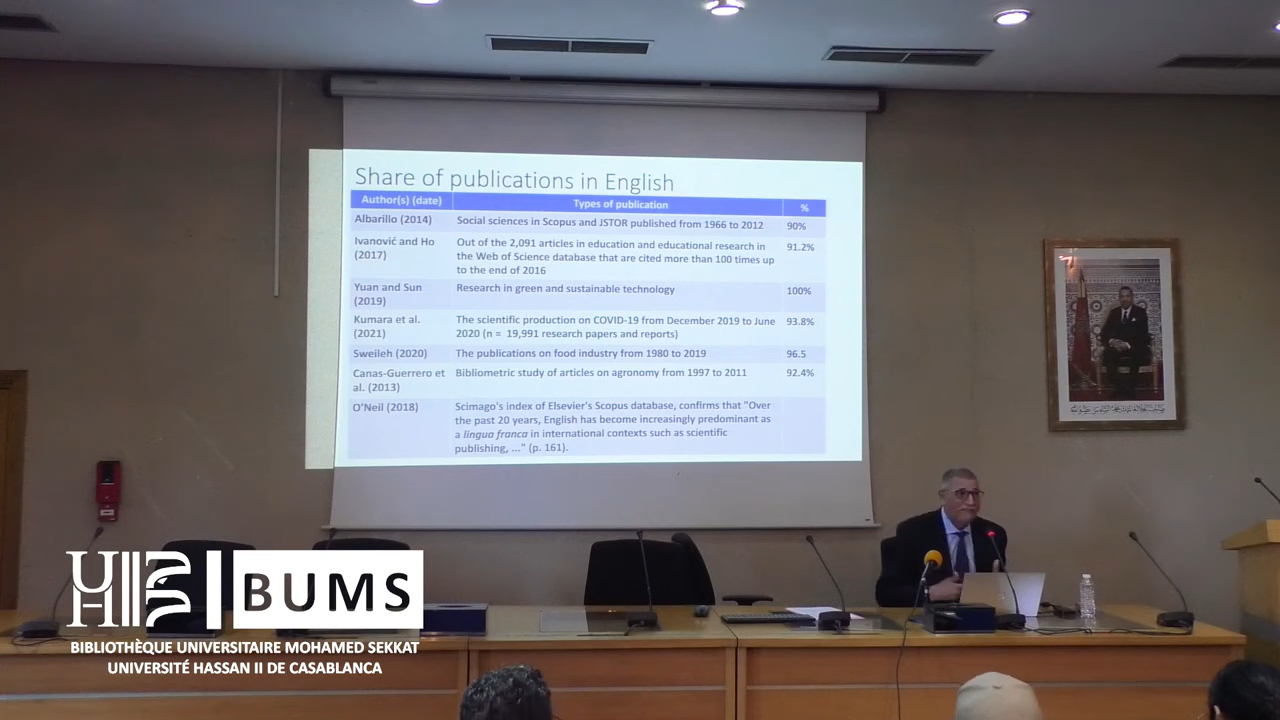 Share of publications in English
Author(s) (date) Types of publication %
Albarillo (2014) Social sciences in Scopus and JSTOR published from 1966 to 2012 90%
Ivanović and Ho Out of the 2,091 articles in education and educational research in 91.2%
(2017) the Web of Science database that are cited more than 100 times up
to the end of 2016
Yuan and Sun Research in green and sustainable technology 100%
(2019)
Kumara et al. The scientific production on COVID-19 from December 2019 to June 93.8%
(2021) 2020 (n = 19,991 research papers and reports)
Sweileh (2020) The publications on food industry from 1980 to 2019 96.5
Canas-Guerrero et Bibliometric study of articles on agronomy from 1997 to 2011 92.4%
al. (2013)
O'Neil (2018) Scimago's index of Elsevier's Scopus database, confirms that "Over
the past 20 years, English has become increasingly predominant as
a lingua franca in international contexts such as scientific
publishing, ..." (p. 161).
BUMS
BIBLIOTHÈQUE UNIVERSITAIRE MOHAMED SEKKAT
UNIVERSITÉ HASSAN II DE CASABLANCA